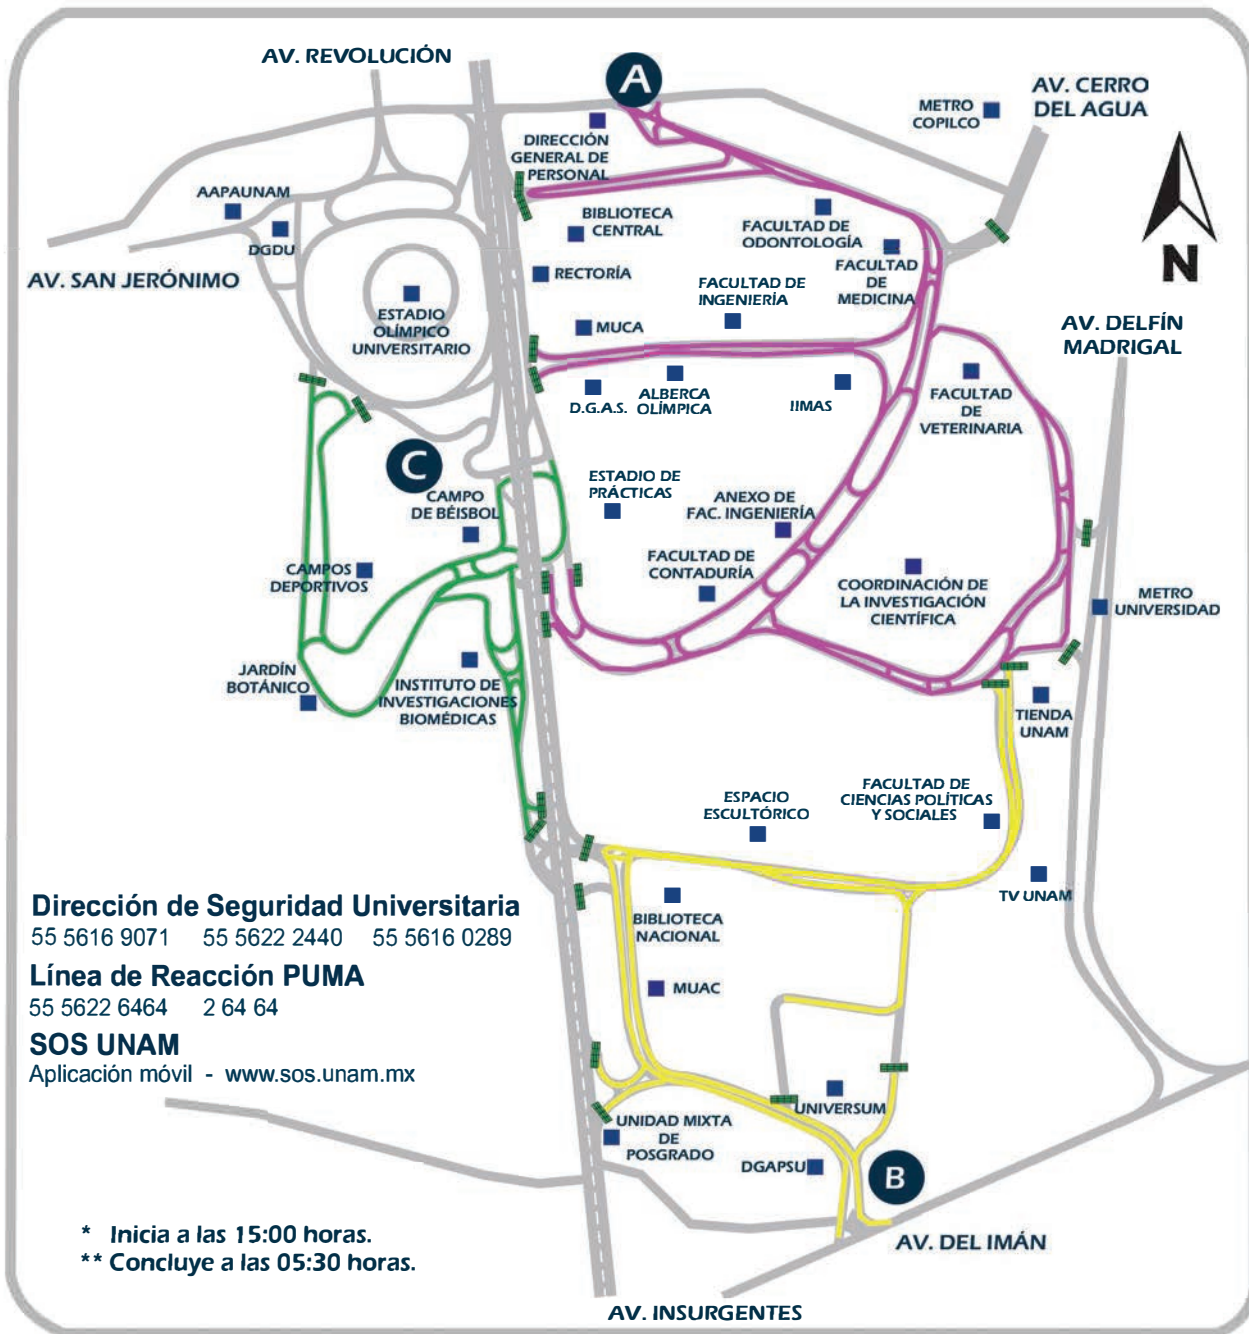 AV. REVOLUCIÓN
A
AV. CERRO
DEL AGUA
METRO
COPILCO
DIRECCIÓN
GENERAL DE
PERSONAL
N
AAPAUNAM
DGDU
AV. SAN JERÓNIMO
BIBLIOTECA
CENTRAL
FACULTAD DE
ODONTOLOGÍA
RECTORÍA
FACULTAD
DE
MEDICINA
FACULTAD DE
INGENIERÍA
ESTADIO
OLÍMPICO
UNIVERSITARIO
MUCA
AV. DELFÍN
MADRIGAL
D.G.A.S.
ALBERCA
OLÍMPICA
IIMAS
FACULTAD
DE
VETERINARIA
C
CAMPO
DE BÉISBOL
ESTADIO DE
PRÁCTICAS
ANEXO DE
FAC. INGENIERÍA
CAMPOS
DEPORTIVOS
FACULTAD DE
CONTADURÍA
COORDINACIÓN DE
LA INVESTIGACIÓN
CIENTÍFICA
METRO
UNIVERSIDAD
JARDÍN
BOTÁNICO
INSTITUTO DE
INVESTIGACIONES
BIOMÉDICAS
TIENDA
UNAM
ESPACIO
ESCULTÓRICO
FACULTAD DE
CIENCIAS POLÍTICAS
Y SOCIALES
TV UNAM
BIBLIOTECA
NACIONAL
MUAC
Dirección de Seguridad Universitaria
55 5616 9071 55 5622 2440 55 5616 0289
Línea de Reacción PUMA
55 5622 6464 2 64 64
SOS UNAM
Aplicación móvil - www.sos.unam.mx
UNIVERSUM
UNIDAD MIXTA
DE
POSGRADO
DGAPSU
B
AV. DEL IMÁN
* Inicia a las 15:00 horas.
** Concluye a las 05:30 horas.
AV. INSURGENTES